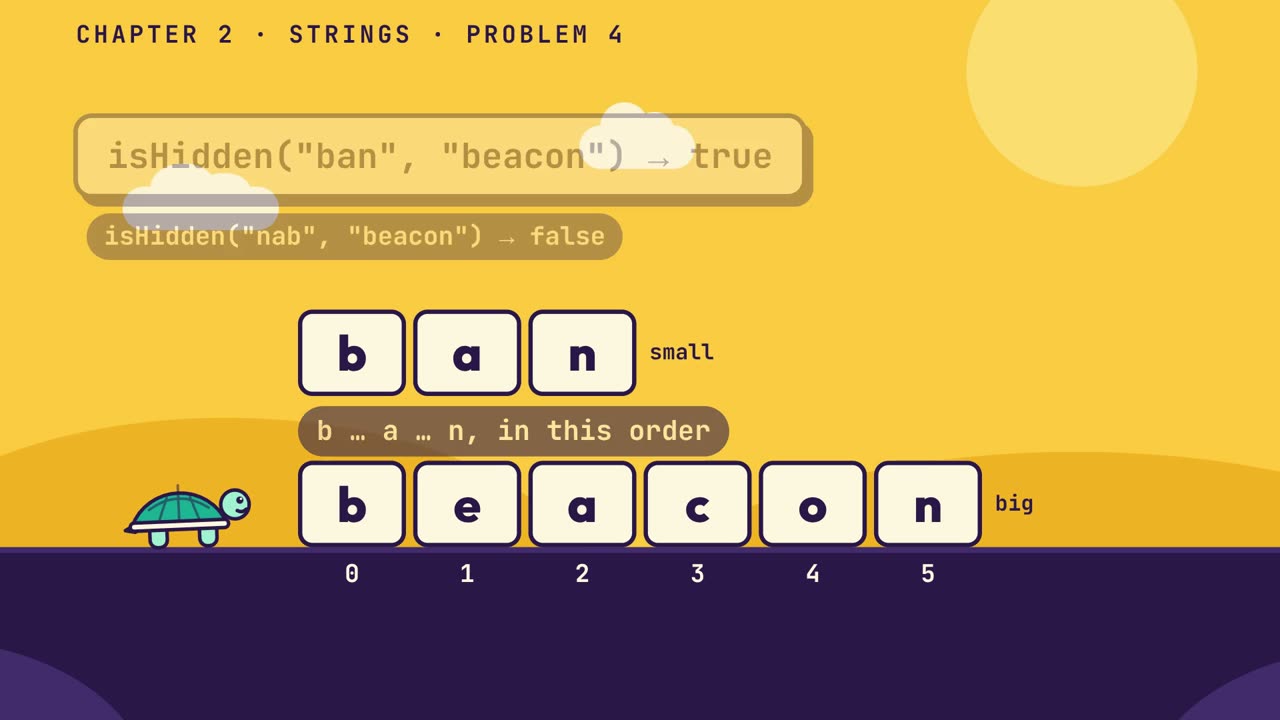 CHAPTER 2 · STRINGS · PROBLEM 4
isHidden("ban", "beacon") → true
isHidden("nab", "beacon") → false
b a n small
b … a … n, in this order
b e a c o n big
0 1 2 3 4 5